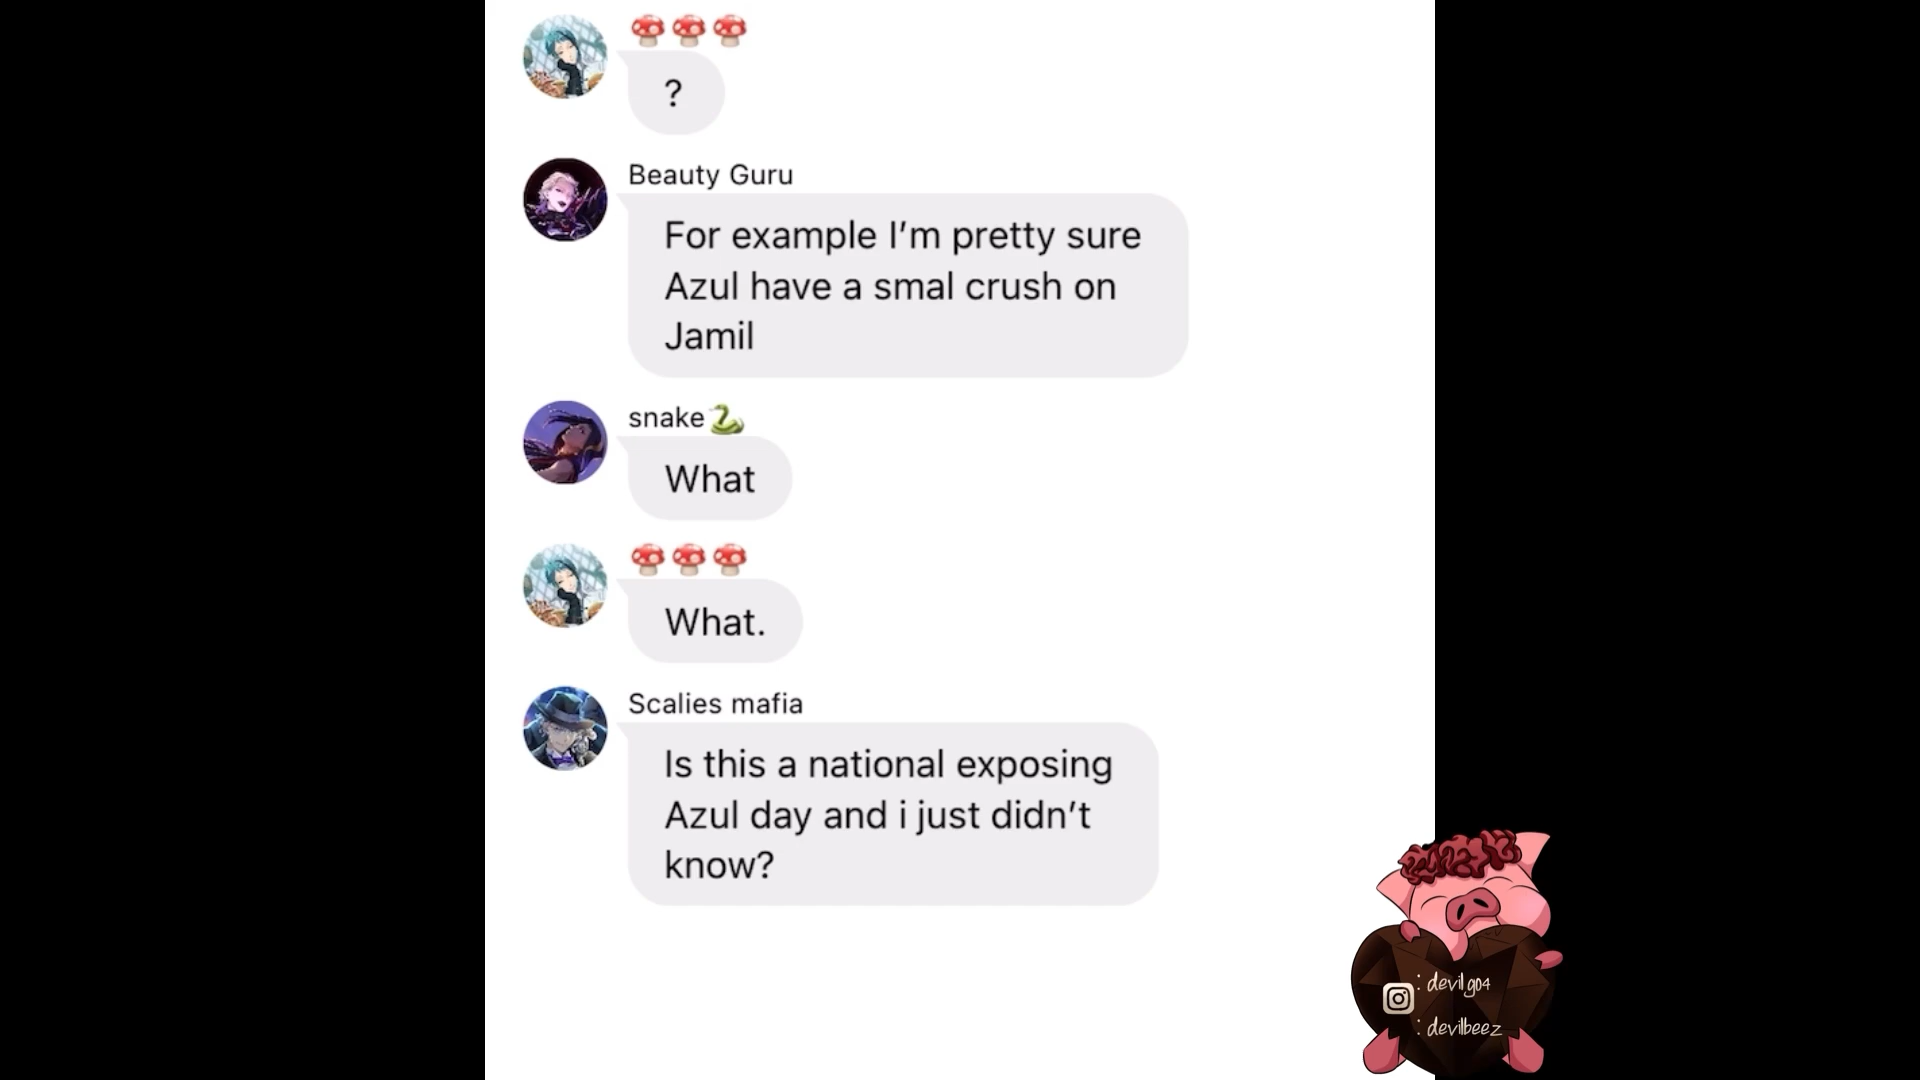 🍄🍄🍄
?
Beauty Guru
For example I’m pretty sure
Azul have a smal crush on
Jamil
snake🐍
What
🍄🍄🍄
What.
Scalies mafia
Is this a national exposing
Azul day and i just didn’t
know?
: devilg04
: devilbeez